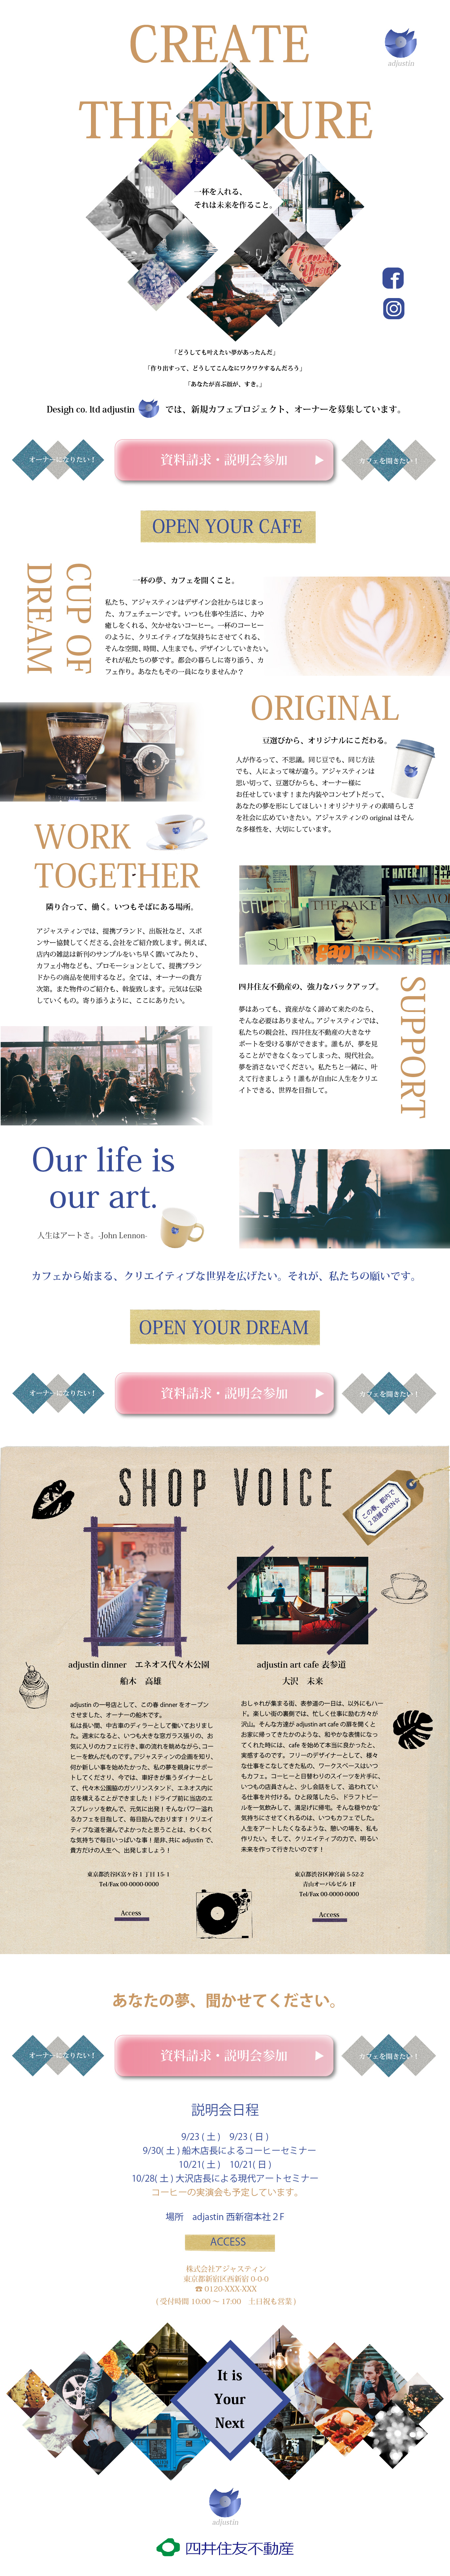 CREATE
adjustin
THE FUTURE
一杯を入れる、
それは未来を作ること。
Thank
You
「どうしても叶えたい夢があったんだ」
「作り出すって、どうしてこんなにワクワクするんだろう」
「あなたが喜ぶ顔が、すき。」
Desigh co. ltd adjustin では、新規カフェプロジェクト、オーナーを募集しています。
オーナーになりたい！
資料請求・説明会参加
カフェを開きたい！
OPEN YOUR CAFE
CUP OF
DREAM
一杯の夢、カフェを開くこと。
私たち、アジャスティンはデザイン会社からはじまっ
た、カフェチェーンです。いつも仕事や生活に、力や
癒しをくれる、欠かせないコーヒー。一杯のコーヒー
のように、クリエイティブな気持ちにさせてくれる、
そんな空間、時間、人生までも、デザインしていきたい。
それが私たちの夢です。都会の暮らしに寄り添う、カ
フェ作り。あなたもその一員になりませんか？
ORIGINAL
豆選びから、オリジナルにこだわる。
人が作るって、不思議。同じ豆でも、同じ方法
でも、人によって味が違う。アジャスティンは
思い切って、豆選びからも、オーナー様に
お任せしています！また内装やコンセプトだって、
あなたの夢を形にしてほしい！オリジナリティの素晴らしさ
を社会に広めていきたい。アジャスティンの original はそん
な多様性を、大切にしています。
WORK
TOGETHER
隣り合って、働く。いつもそばにある場所。
アジャスティンでは、提携ブランド、出版社など、スポ
ンサー協賛してくださる、会社をご紹介致します。例えば、
店内の雑誌は新刊のサンプルをいち早く置いてみたり、
カフェ小物なども、プロモーションとして、提携ブラン
ドからの商品を使用するなど。全ては、オーナーの貴方
次第。また物件のご紹介も、斡旋致します。元気は伝染
していくもの。寄り添うように、ここにありたい。
SUPPORT
四井住友不動産の、強力なバックアップ。
夢はあっても、資産がなく諦めて来たのなら、
そんな必要はありません。アジャスティンでは、
私たちの親会社、四井住友不動産の大きなサ
ポートを受ける事ができます。誰もが、夢を見
ることができなくなってしまった、現代社会。
夢を消さないでください。私たちと一緒に、叶
えて行きましょう！誰もが自由に人生をクリエ
イトできる、世界を目指して。
Our life is
our art.
人生はアートさ。-John Lennon-
カフェから始まる、クリエイティブな世界を広げたい。それが、私たちの願いです。
OPEN YOUR DREAM
オーナーになりたい！
資料請求・説明会参加
カフェを開きたい！
SHOP VOICE
この春、都内で
2店舗OPEN☆
adjustin dinner エネオス代々木公園
船木 高雄
adjustin の一号店として、この春 dinner をオープン
させました、オーナーの船木です。
私は長い間、中古車のディラーとして働いておりまし
た。週末になると、いつも大きな窓ガラス張りの、お
気に入りのカフェに行き、車の流れを眺めながら、コー
ヒーを飲んだものです。アジャスティンの企画を知り、
何か新しい事を始めたかった、私の夢を親身にサポー
トしてくださり、今では、車好きが集うダイナーとし
て、代々木公園脇のガソリンスタンド、エネオス内に
店を構えることができました！ドライブ前に当店のエ
スプレッソを飲んで、元気に出発！そんなパワー溢れ
るカフェを目指して、毎日励んでおります！クリエイ
ティブな道を選んでよかったと思うことは、わくわく
な気持ちで毎日いっぱいな事！是非、共に adjustin で、
貴方だけの人生へ、出発しましょう！
東京都渋谷区富ヶ谷 1 丁目 15-1
Tel/Fax 00-0000-0000
Access
adjustin art cafe 表参道
大沢 未来
おしゃれが集まる街、表参道の一日は、以外にもハー
ド。楽しい街の裏側では、忙しく仕事に励む方々が
沢山。そんな方達が adjustin art cafe の扉を開くと
お家に帰ってきたかのような、和やかな表情になっ
てくれた時には、cafe を始めて本当に良かったと、
実感するのです。フリーのデザイナーとして、様々
な仕事をこなしてきた私の、ワークスペースはいつ
もカフェ。コーヒーと日替わりのスイーツを片手に、
いつもの店員さんと、少し会話をして、追われてい
る仕事を片付ける。ひと段落したら、ドラフトビー
ルを一気飲みして、満足げに帰宅。そんな穏やかな
気持ちにさせてくれるのは、いつもカフェでした。
人生をアートしたくなるような、憩いの場を、私も
作りたい。そして、クリエイティブの力で、明るい
未来を作って行きたいのです！
東京都渋谷区神宮前 5-52-2
青山オーバルビル 1F
Tel/Fax 00-0000-0000
Access
あなたの夢、聞かせてください。
オーナーになりたい！
資料請求・説明会参加
カフェを開きたい！
説明会日程
9/23 ( 土 ) 9/23 ( 日 )
9/30( 土 ) 船木店長によるコーヒーセミナー
10/21( 土 ) 10/21( 日 )
10/28( 土 ) 大沢店長による現代アートセミナー
コーヒーの実演会も予定しています。
場所 adjastin 西新宿本社 2 F
ACCESS
株式会社アジャスティン
東京都新宿区西新宿 0-0-0
☎ 0120-XXX-XXX
( 受付時間 10:00 〜 17:00 土日祝も営業 )
It is
Your
Next
adjustin
四井住友不動産